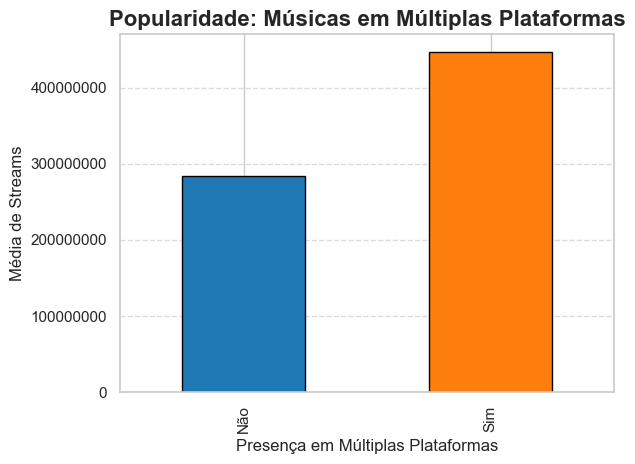 Popularidade: Músicas em Múltiplas Plataformas
400000000
300000000
200000000
100000000
0
Média de Streams
Não
Sim
Presença em Múltiplas Plataformas